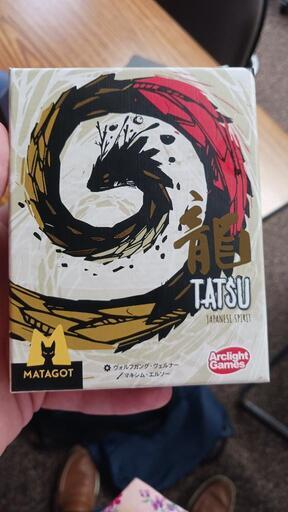 龍
TATSU
JAPANESE SPIRIT
MATAGOT
ヴォルフガング・ヴェルナー
/マキシム・エルソー
Arclight
Games